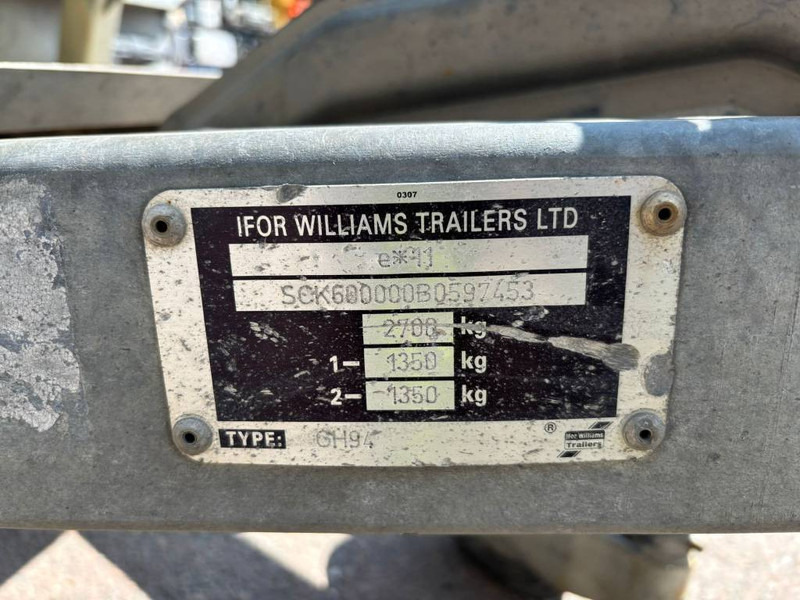 0307
IFOR WILLIAMS TRAILERS LTD
e*11
SCK600000B0597453
2700 kg
1- 1350 kg
2- 1350 kg
TYPE: GH94 ®
Ifor Williams
Trailers